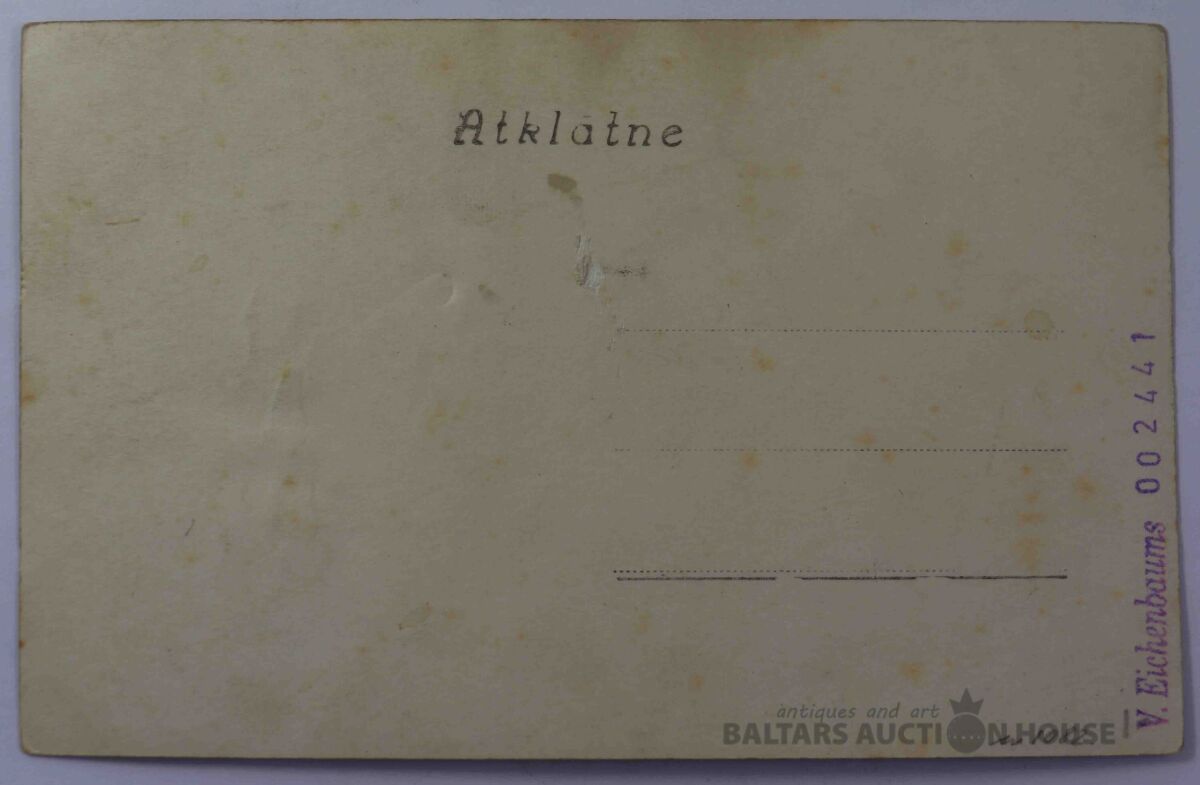 Atklātne
V. Eichenbaums 002441
antiques and art
BALTARS AUCTION HOUSE